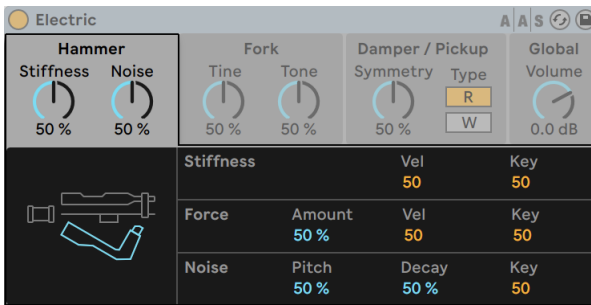 Electric A A S
Hammer Fork Damper / Pickup Global
Stiffness Noise Tine Tone Symmetry Type Volume
R
W
50 % 50 % 50 % 50 % 50 % 0.0 dB
Stiffness Vel Key
50 50
Force Amount Vel Key
50 % 50 50
Noise Pitch Decay Key
50 % 50 % 50